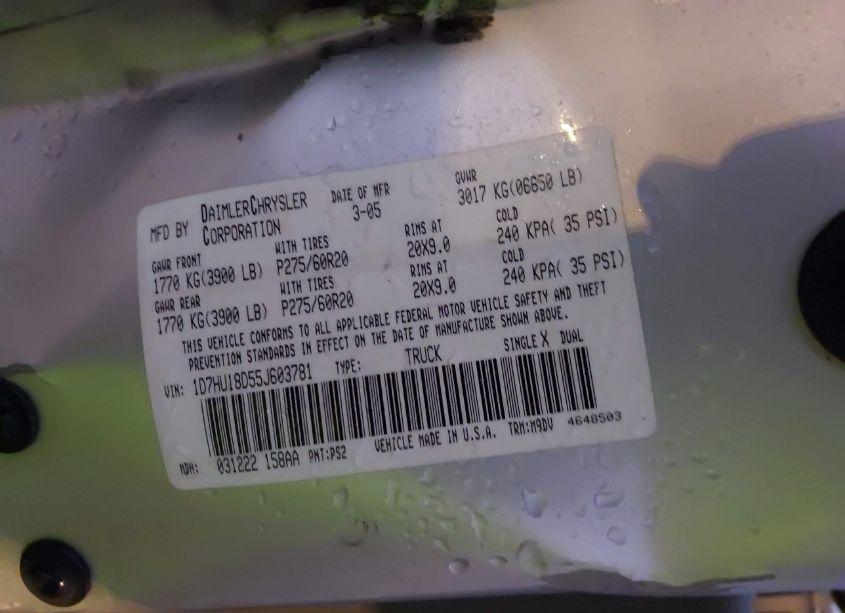 MFD BY DAIMLERCHRYSLER CORPORATION DATE OF MFR 3-05 GVWR 3017 KG(06650 LB)
GAWR FRONT WITH TIRES RIMS AT COLD
1770 KG(3900 LB) P275/60R20 20X9.0 240 KPA( 35 PSI)
GAWR REAR WITH TIRES RIMS AT COLD
1770 KG(3900 LB) P275/60R20 20X9.0 240 KPA( 35 PSI)
THIS VEHICLE CONFORMS TO ALL APPLICABLE FEDERAL MOTOR VEHICLE SAFETY AND THEFT
PREVENTION STANDARDS IN EFFECT ON THE DATE OF MANUFACTURE SHOWN ABOVE.
VIN: 1D7HU18D55J603781 TYPE: TRUCK SINGLE X DUAL
MDH: 031222 158AA PNT:PS2 VEHICLE MADE IN U.S.A. TRM:M9DV 4648503